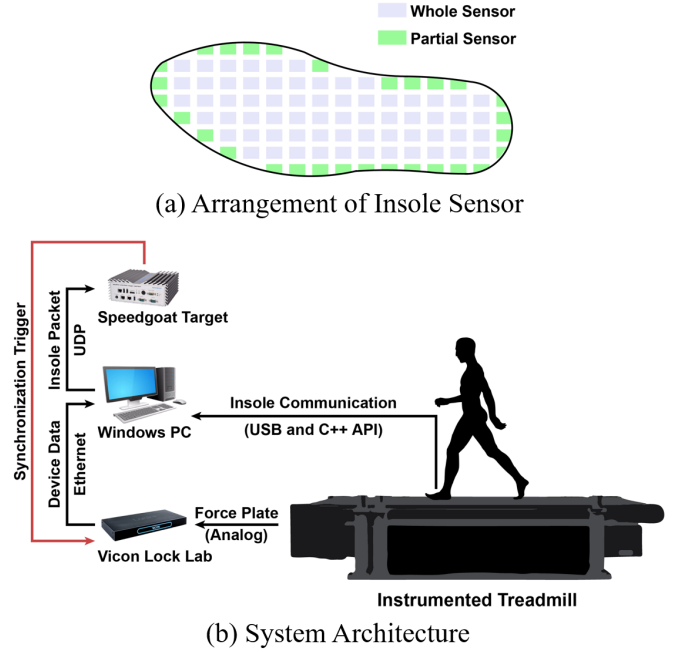 Whole Sensor
Partial Sensor
(a) Arrangement of Insole Sensor
Synchronization Trigger
Insole Packet
UDP
Speedgoat Target
Device Data
Ethernet
Windows PC
Insole Communication
(USB and C++ API)
Vicon Lock Lab
Force Plate
(Analog)
Instrumented Treadmill
(b) System Architecture